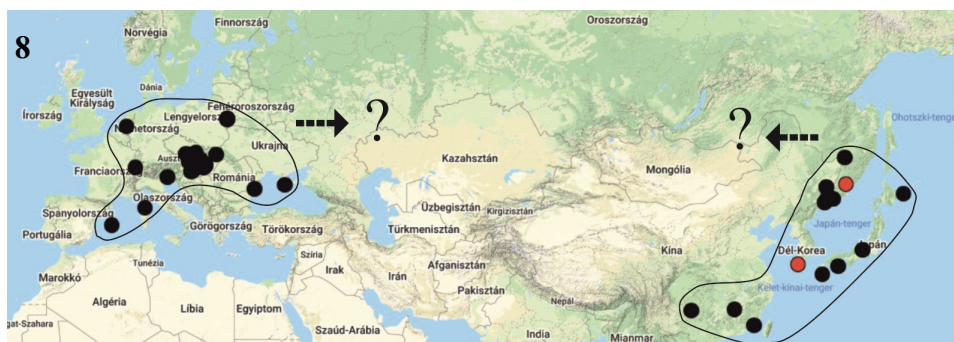 8
Norvégia
Finnország
Oroszország
Egyesült
Királyság
Írország
Dánia
Fehéroroszország
Lengyelország
Németország
Ukrajna
Ohotszki-tenger
?
?
Kazahsztán
Mongólia
Franciaország
Románia
Olaszország
Spanyolország
Portugália
Görögország
Törökország
Üzbegisztán
Kirgizisztán
Türkmenisztán
Japán-tenger
Japán
Dél-Korea
Kína
Kelet-kínai-tenger
Marokkó
Tunézia
Szíria
Irak
Irán
Afganisztán
Pakisztán
Nepál
Algéria
Líbia
Egyiptom
Szaúd-Arábia
India
Mianmar
gat-Szahara